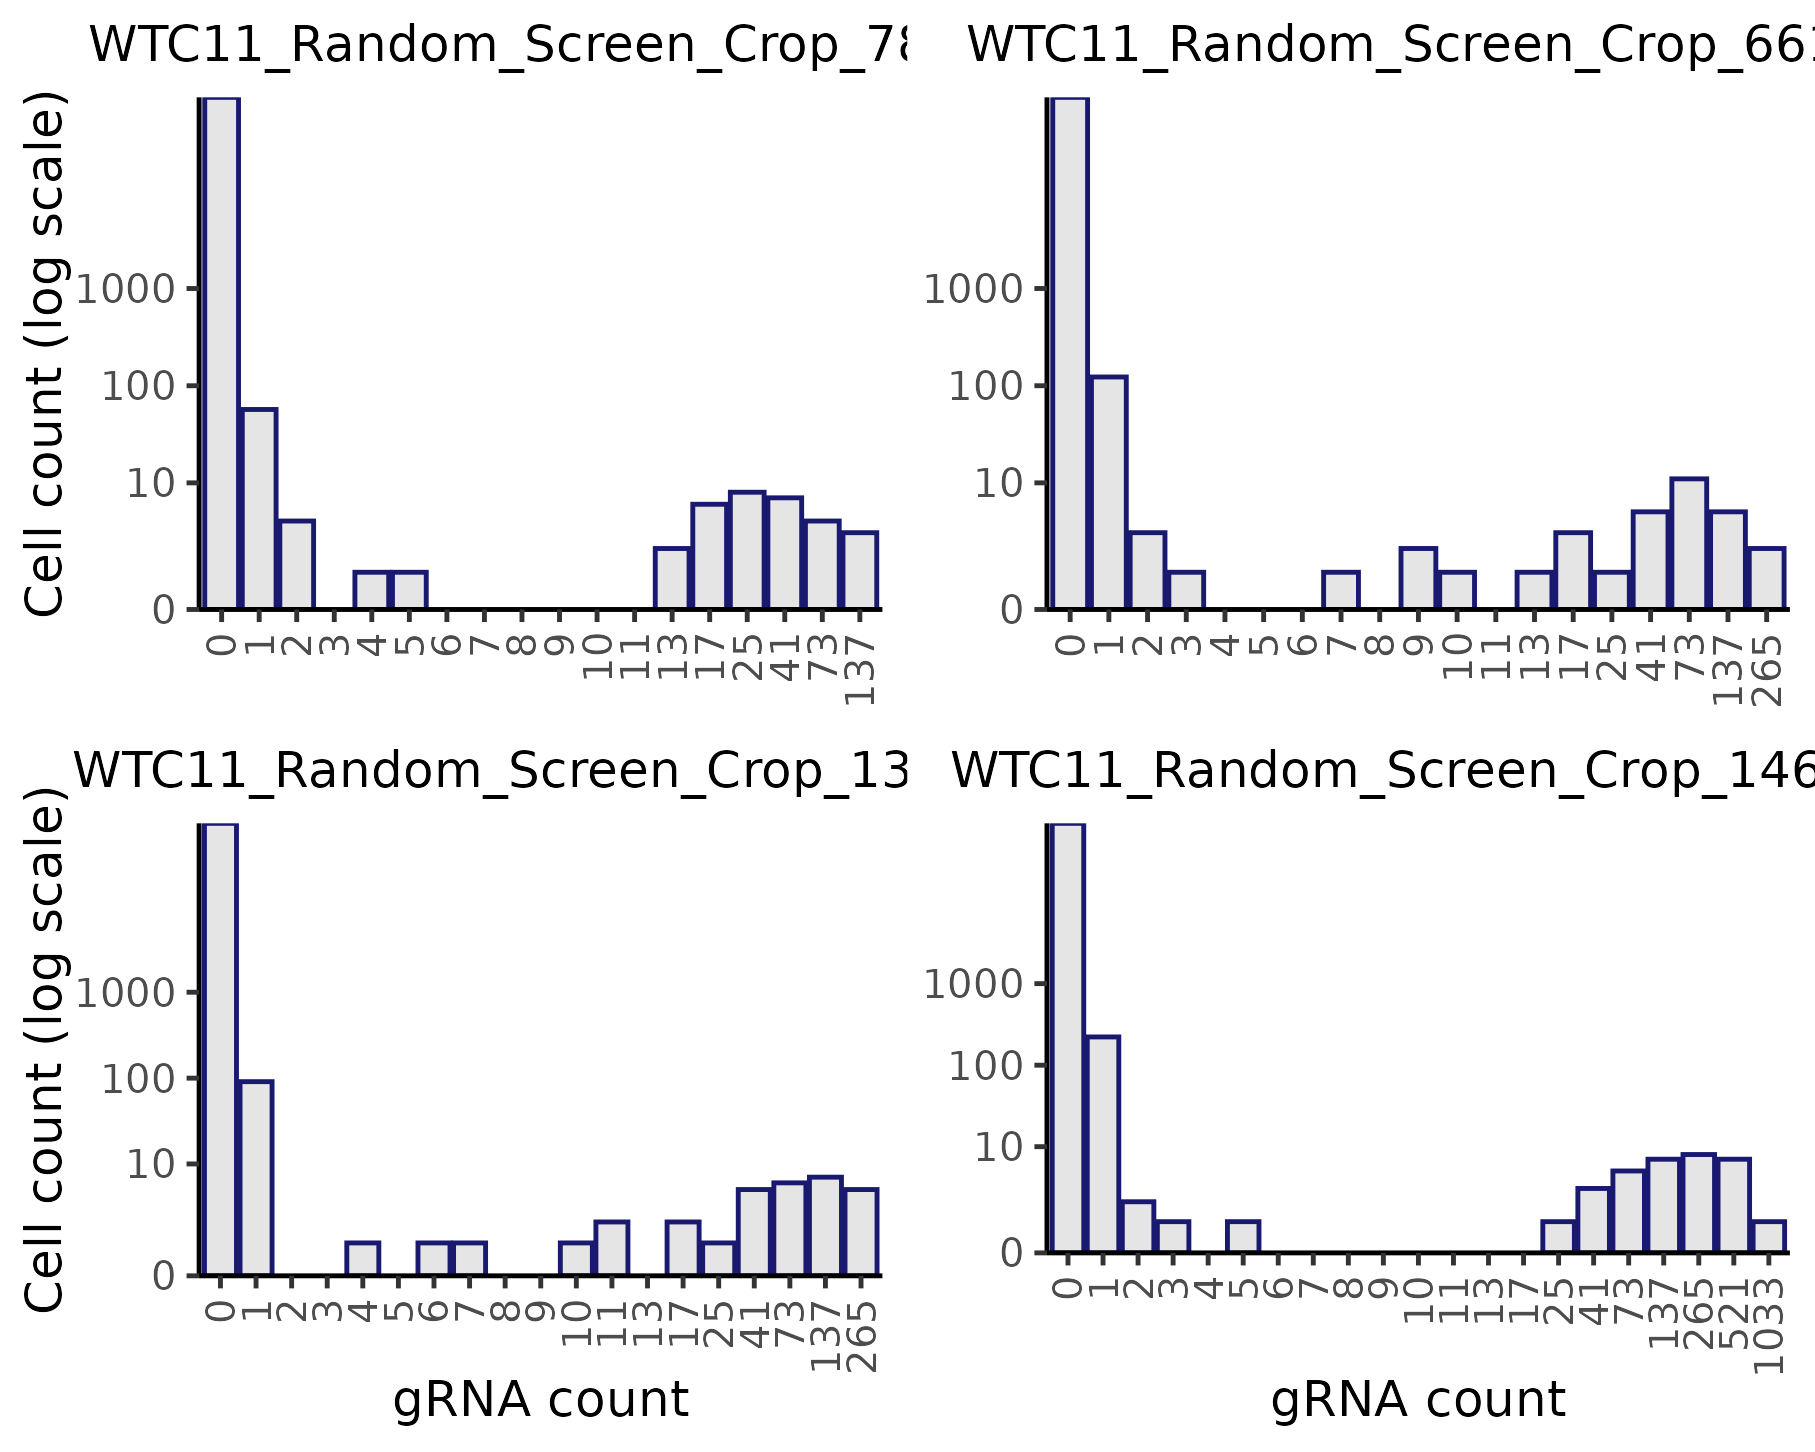 WTC11_Random_Screen_Crop_78
WTC11_Random_Screen_Crop_661
Cell count (log scale)
1000
100
10
0
0 1 2 3 4 5 6 7 8 9 10 11 13 17 25 41 73 137
1000
100
10
0
0 1 2 3 4 5 6 7 8 9 10 11 13 17 25 41 73 137 265
WTC11_Random_Screen_Crop_13
WTC11_Random_Screen_Crop_146
Cell count (log scale)
1000
100
10
0
0 1 2 3 4 5 6 7 8 9 10 11 13 17 25 41 73 137 265
gRNA count
1000
100
10
0
0 1 2 3 4 5 6 7 8 9 10 11 13 17 25 41 73 137 265 521 1033
gRNA count